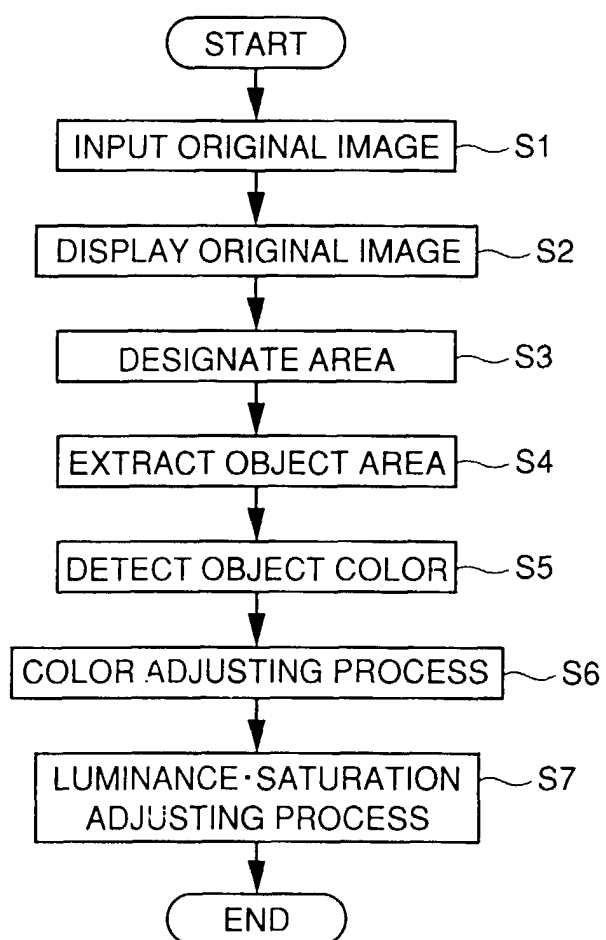 START
INPUT ORIGINAL IMAGE S1
DISPLAY ORIGINAL IMAGE S2
DESIGNATE AREA S3
EXTRACT OBJECT AREA S4
DETECT OBJECT COLOR S5
COLOR ADJUSTING PROCESS S6
LUMINANCE·SATURATION S7
ADJUSTING PROCESS
END